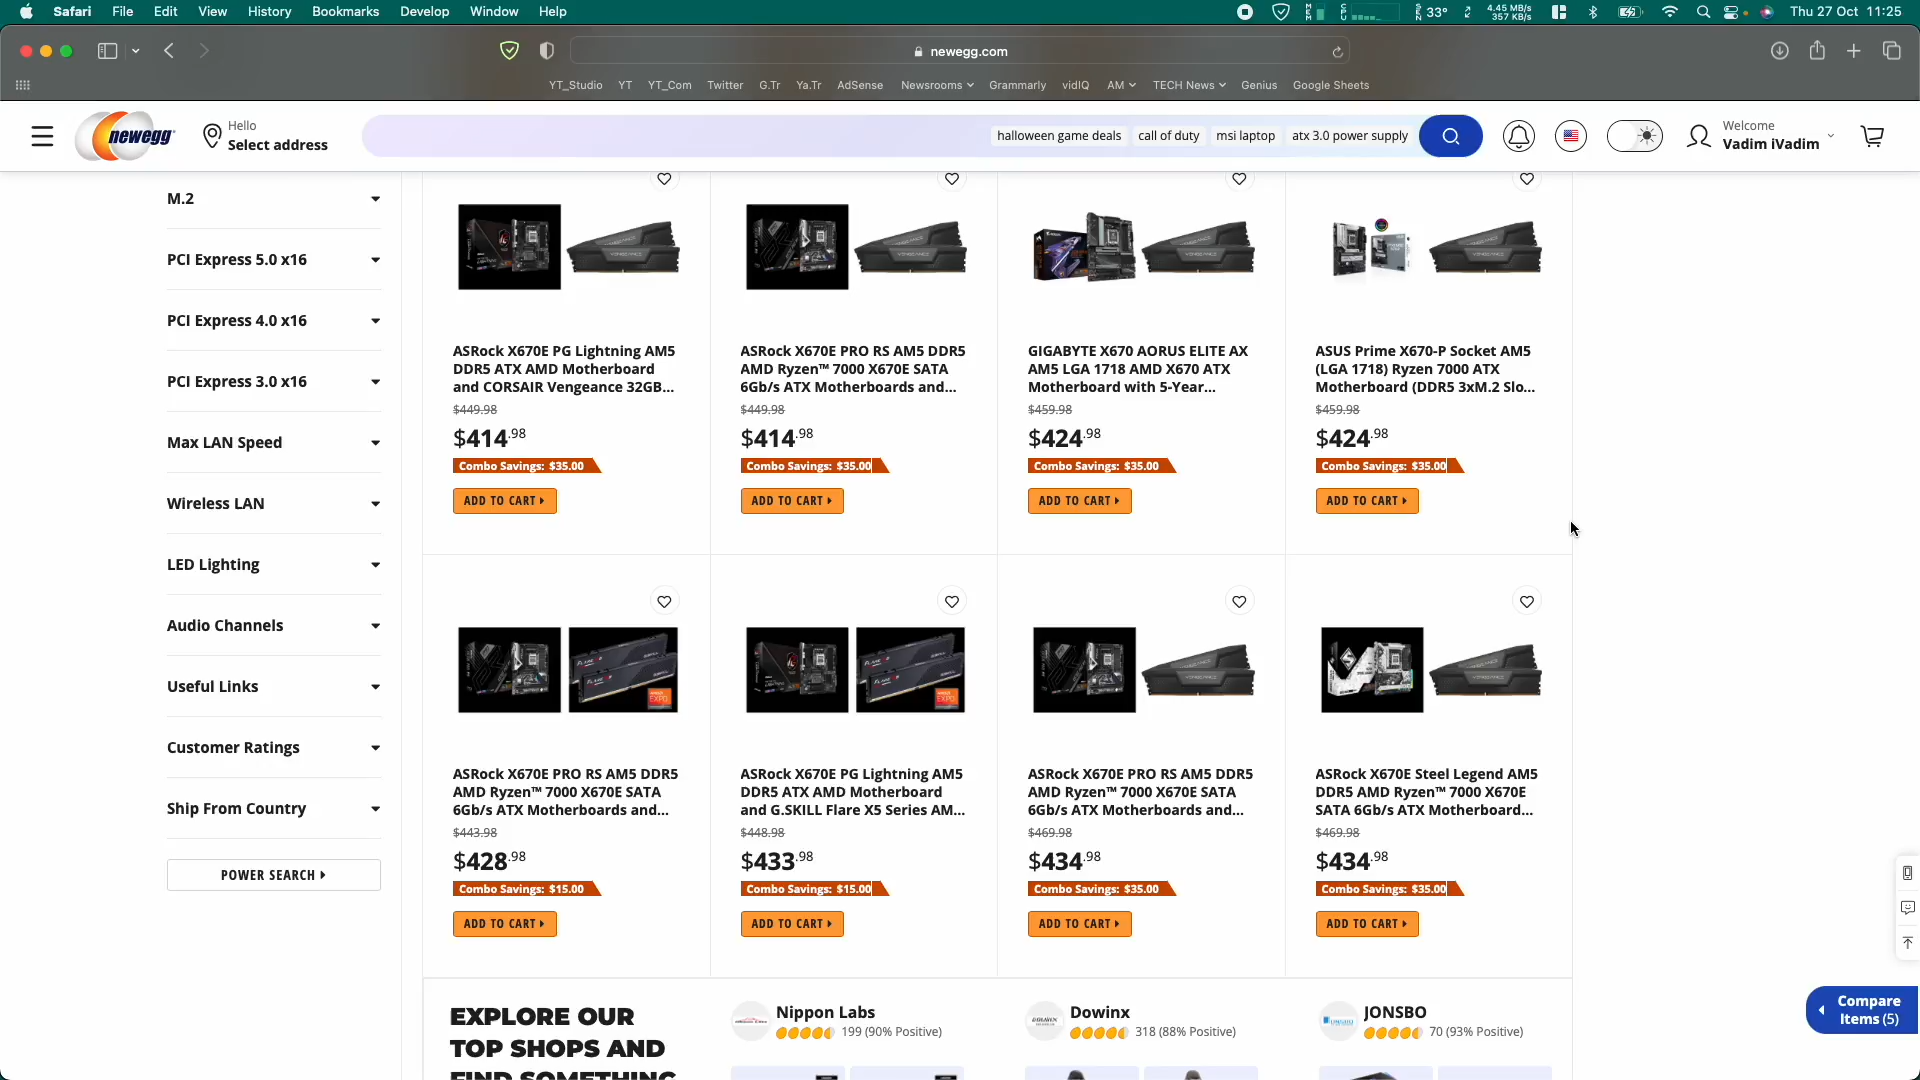 Safari File Edit View History Bookmarks Develop Window Help
33° 4.45 MB/s 357 KB/s Thu 27 Oct 11:25
newegg.com
YT_Studio YT YT_Com Twitter G.Tr Ya.Tr AdSense Newsrooms Grammarly vidIQ AM TECH News Genius Google Sheets
newegg
Hello
Select address
halloween game deals call of duty msi laptop atx 3.0 power supply
Welcome
Vadim iVadim
M.2
PCI Express 5.0 x16
PCI Express 4.0 x16
PCI Express 3.0 x16
Max LAN Speed
Wireless LAN
LED Lighting
Audio Channels
Useful Links
Customer Ratings
Ship From Country
POWER SEARCH
ASRock X670E PG Lightning AM5
DDR5 ATX AMD Motherboard
and CORSAIR Vengeance 32GB...
$449.98
$414.98
Combo Savings: $35.00
ADD TO CART
ASRock X670E PRO RS AM5 DDR5
AMD Ryzen™ 7000 X670E SATA
6Gb/s ATX Motherboards and...
$449.98
$414.98
Combo Savings: $35.00
ADD TO CART
GIGABYTE X670 AORUS ELITE AX
AM5 LGA 1718 AMD X670 ATX
Motherboard with 5-Year...
$459.98
$424.98
Combo Savings: $35.00
ADD TO CART
ASUS Prime X670-P Socket AM5
(LGA 1718) Ryzen 7000 ATX
Motherboard (DDR5 3xM.2 Slo...
$459.98
$424.98
Combo Savings: $35.00
ADD TO CART
ASRock X670E PRO RS AM5 DDR5
AMD Ryzen™ 7000 X670E SATA
6Gb/s ATX Motherboards and...
$443.98
$428.98
Combo Savings: $15.00
ADD TO CART
ASRock X670E PG Lightning AM5
DDR5 ATX AMD Motherboard
and G.SKILL Flare X5 Series AM...
$448.98
$433.98
Combo Savings: $15.00
ADD TO CART
ASRock X670E PRO RS AM5 DDR5
AMD Ryzen™ 7000 X670E SATA
6Gb/s ATX Motherboards and...
$469.98
$434.98
Combo Savings: $35.00
ADD TO CART
ASRock X670E Steel Legend AM5
DDR5 AMD Ryzen™ 7000 X670E
SATA 6Gb/s ATX Motherboard...
$469.98
$434.98
Combo Savings: $35.00
ADD TO CART
EXPLORE OUR
TOP SHOPS AND
FIND SOMETHING
Nippon Labs
199 (90% Positive)
Dowinx
318 (88% Positive)
JONSBO
70 (93% Positive)
Compare
Items (5)